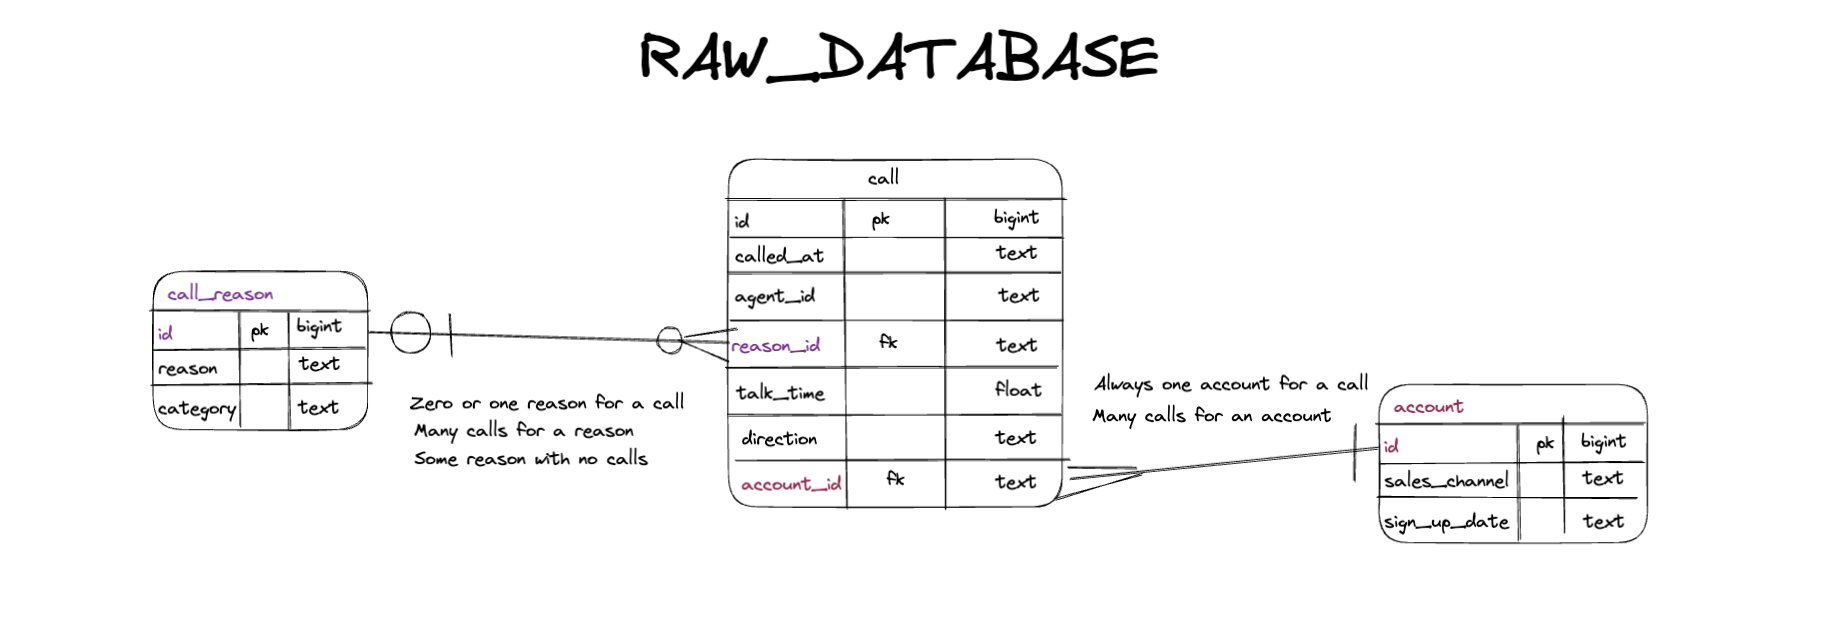 RAW_DATABASE
call
id pk bigint
called_at text
agent_id text
reason_id fk text
talk_time float
direction text
account_id fk text
call_reason
id pk bigint
reason text
category text
Zero or one reason for a call
Many calls for a reason
Some reason with no calls
Always one account for a call
Many calls for an account
account
id pk bigint
sales_channel text
sign_up_date text